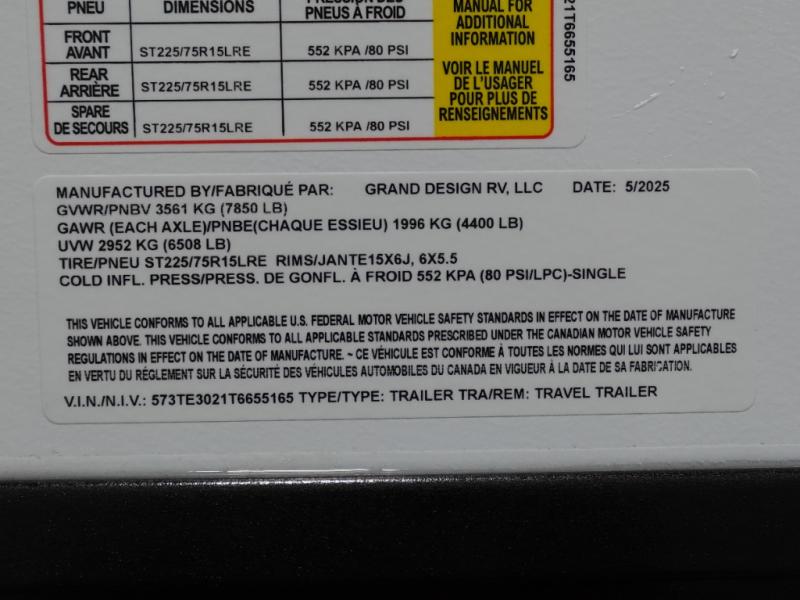 PNEU DIMENSIONS PNEUS À FROID
MANUAL FOR
ADDITIONAL
INFORMATION
FRONT
AVANT ST225/75R15LRE 552 KPA /80 PSI
REAR
ARRIÈRE ST225/75R15LRE 552 KPA /80 PSI
SPARE
DE SECOURS ST225/75R15LRE 552 KPA /80 PSI
VOIR LE MANUEL
DE L'USAGER
POUR PLUS DE
RENSEIGNEMENTS
21T6655165
MANUFACTURED BY/FABRIQUÉ PAR: GRAND DESIGN RV, LLC DATE: 5/2025
GVWR/PNBV 3561 KG (7850 LB)
GAWR (EACH AXLE)/PNBE(CHAQUE ESSIEU) 1996 KG (4400 LB)
UVW 2952 KG (6508 LB)
TIRE/PNEU ST225/75R15LRE RIMS/JANTE15X6J, 6X5.5
COLD INFL. PRESS/PRESS. DE GONFL. À FROID 552 KPA (80 PSI/LPC)-SINGLE
THIS VEHICLE CONFORMS TO ALL APPLICABLE U.S. FEDERAL MOTOR VEHICLE SAFETY STANDARDS IN EFFECT ON THE DATE OF MANUFACTURE
SHOWN ABOVE. THIS VEHICLE CONFORMS TO ALL APPLICABLE STANDARDS PRESCRIBED UNDER THE CANADIAN MOTOR VEHICLE SAFETY
REGULATIONS IN EFFECT ON THE DATE OF MANUFACTURE. ~ CE VÉHICULE EST CONFORME À TOUTES LES NORMES QUI LUI SONT APPLICABLES
EN VERTU DU RÉGLEMENT SUR LA SÉCURITÉ DES VÉHICULES AUTOMOBILES DU CANADA EN VIGUEUR À LA DATE DE SA FABRICATION.
V.I.N./N.I.V.: 573TE3021T6655165 TYPE/TYPE: TRAILER TRA/REM: TRAVEL TRAILER